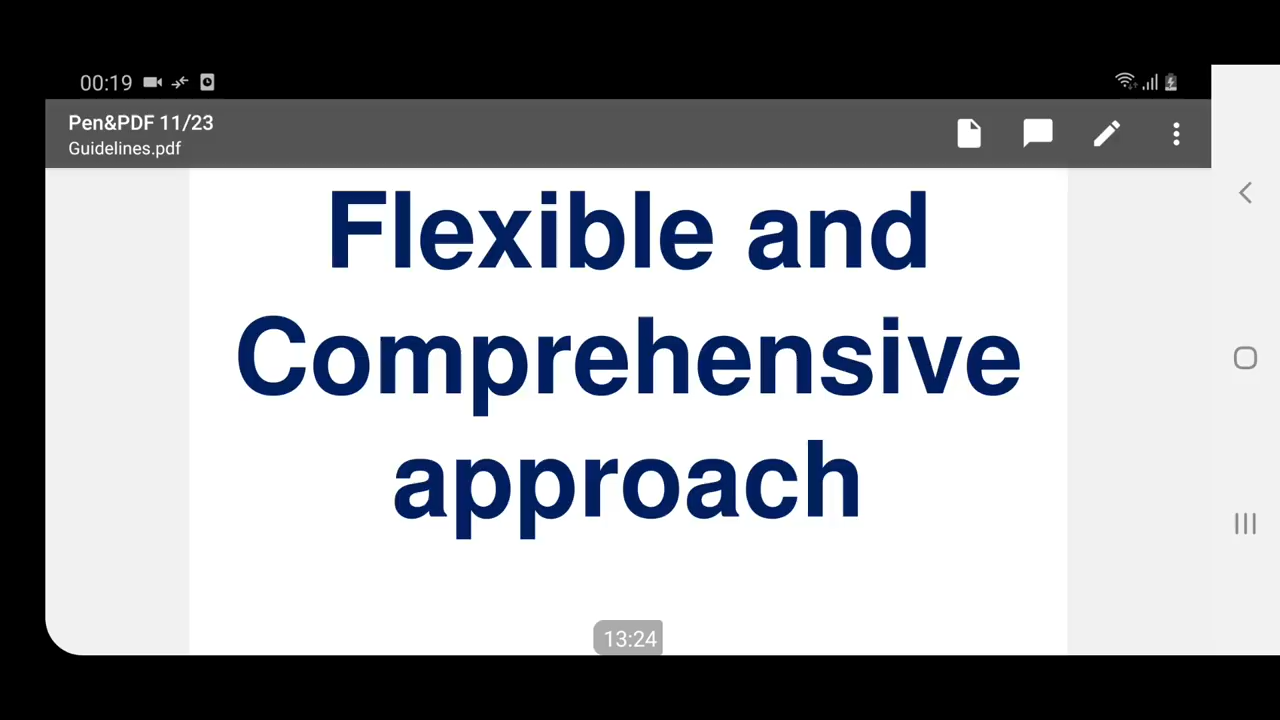 00:19
Pen&PDF 11/23
Guidelines.pdf
Flexible and
Comprehensive
approach
13:24